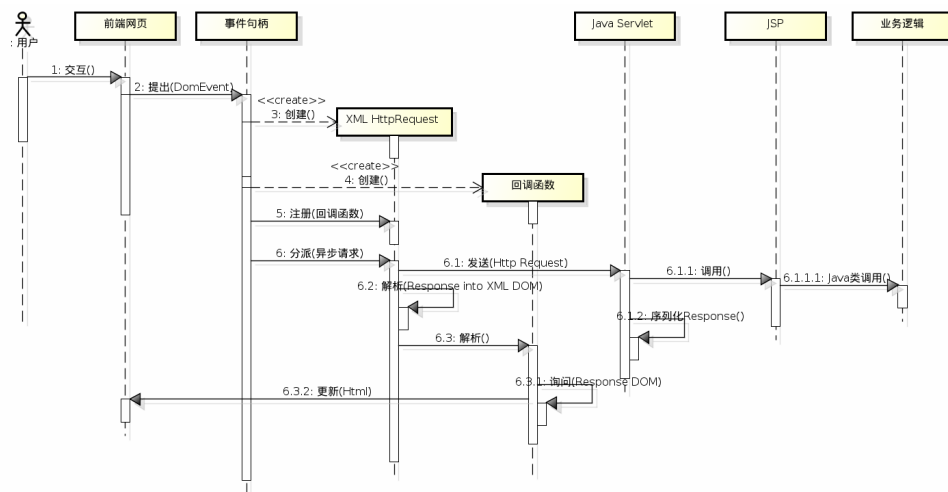 : 用户
前端网页
事件句柄
Java Servlet
JSP
业务逻辑
1: 交互()
2: 提出(DomEvent)
<<create>>
3: 创建()
XML HttpRequest
<<create>>
4: 创建()
回调函数
5: 注册(回调函数)
6: 分派(异步请求)
6.1: 发送(Http Request)
6.1.1: 调用()
6.1.1.1: Java类调用()
6.2: 解析(Response into XML DOM)
6.1.2: 序列化Response()
6.3: 解析()
6.3.1: 询问(Response DOM)
6.3.2: 更新(Html)